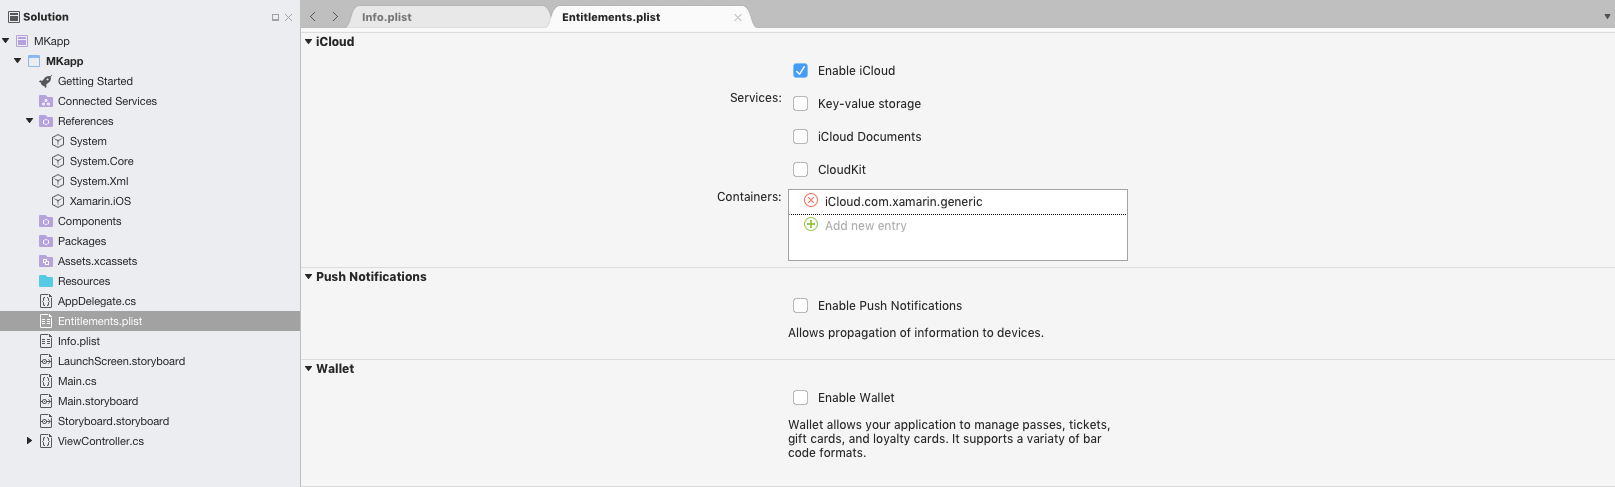 Solution
MKapp
MKapp
Getting Started
Connected Services
References
System
System.Core
System.Xml
Xamarin.iOS
Components
Packages
Assets.xcassets
Resources
AppDelegate.cs
Entitlements.plist
Info.plist
LaunchScreen.storyboard
Main.cs
Main.storyboard
Storyboard.storyboard
ViewController.cs
Info.plist
Entitlements.plist
iCloud
Enable iCloud
Services:
Key-value storage
iCloud Documents
CloudKit
Containers:
iCloud.com.xamarin.generic
Add new entry
Push Notifications
Enable Push Notifications
Allows propagation of information to devices.
Wallet
Enable Wallet
Wallet allows your application to manage passes, tickets,
gift cards, and loyalty cards. It supports a variaty of bar
code formats.